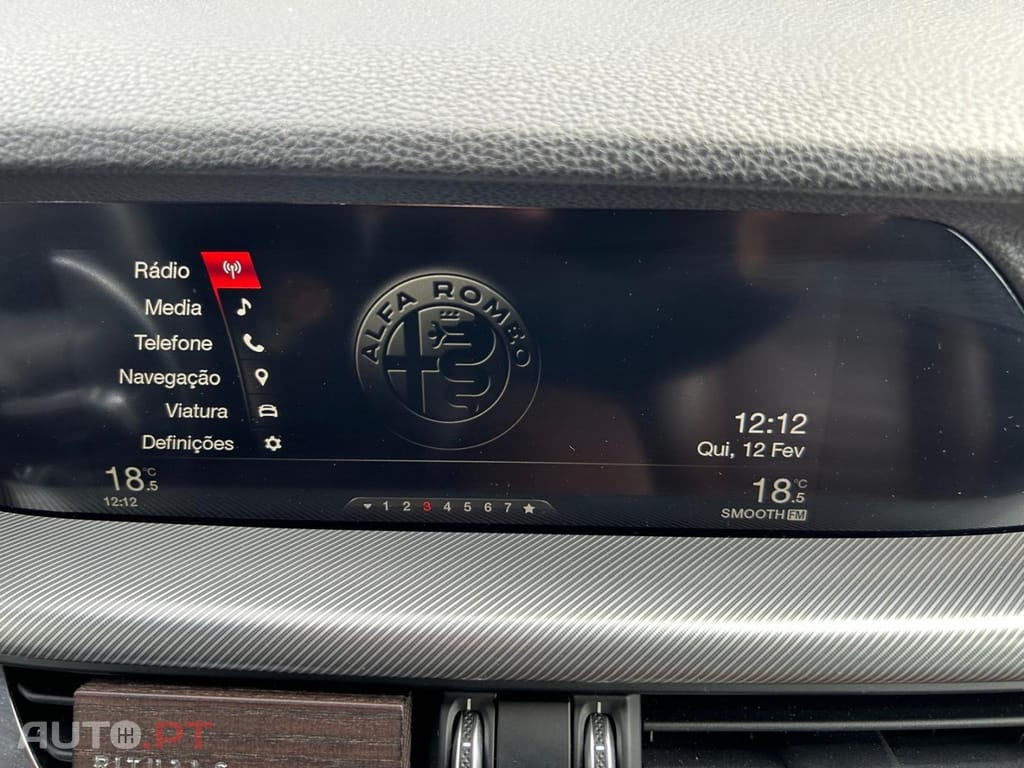 Rádio
Media
Telefone
Navegação
Viatura
Definições
ALFA ROMEO
12:12
Qui, 12 Fev
18.5°C
12:12
1 2 3 4 5 6 7
18.5°C
SMOOTH FM
AUTO.PT
RITUALS